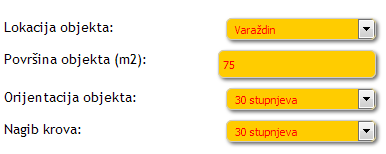 Lokacija objekta: Varaždin
Površina objekta (m2): 75
Orijentacija objekta: 30 stupnjeva
Nagib krova: 30 stupnjeva